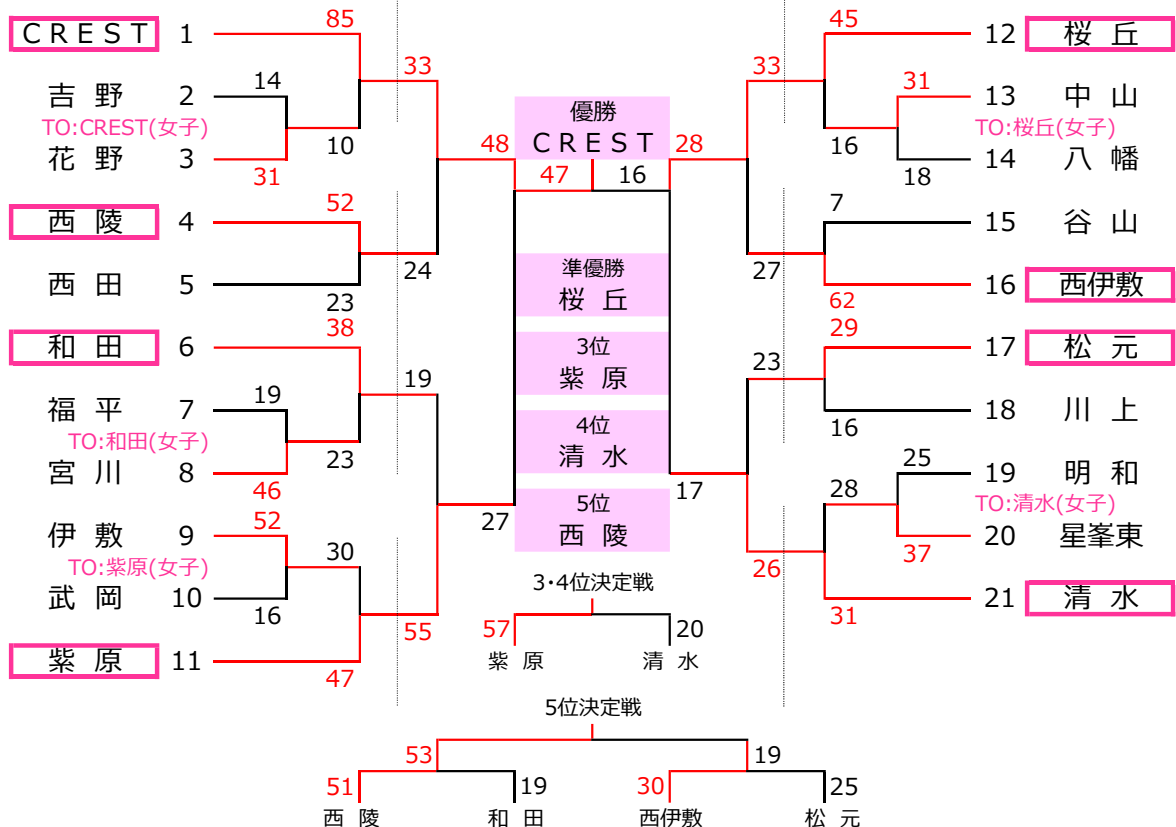 CREST 1 85
吉野 2 14
TO:CREST(女子)
花野 3 31
10
33
西陵 4 52
西田 5 23
24
48
和田 6 38
福平 7 19
TO:和田(女子)
宮川 8 46
23
19
伊敷 9 52
TO:紫原(女子)
武岡 10 16
30
紫原 11 47
55
27
優勝
CREST
47 16
準優勝
桜丘
3位
紫原
4位
清水
5位
西陵
45 12 桜丘
31 13 中山
TO:桜丘(女子)
18 14 八幡
16
33
7 15 谷山
62 16 西伊敷
27
28
29 17 松元
16 18 川上
23
25 19 明和
TO:清水(女子)
37 20 星峯東
28
31 21 清水
26
17
3・4位決定戦
57 20
紫原 清水
5位決定戦
53 19
51 19 30 25
西陵 和田 西伊敷 松元